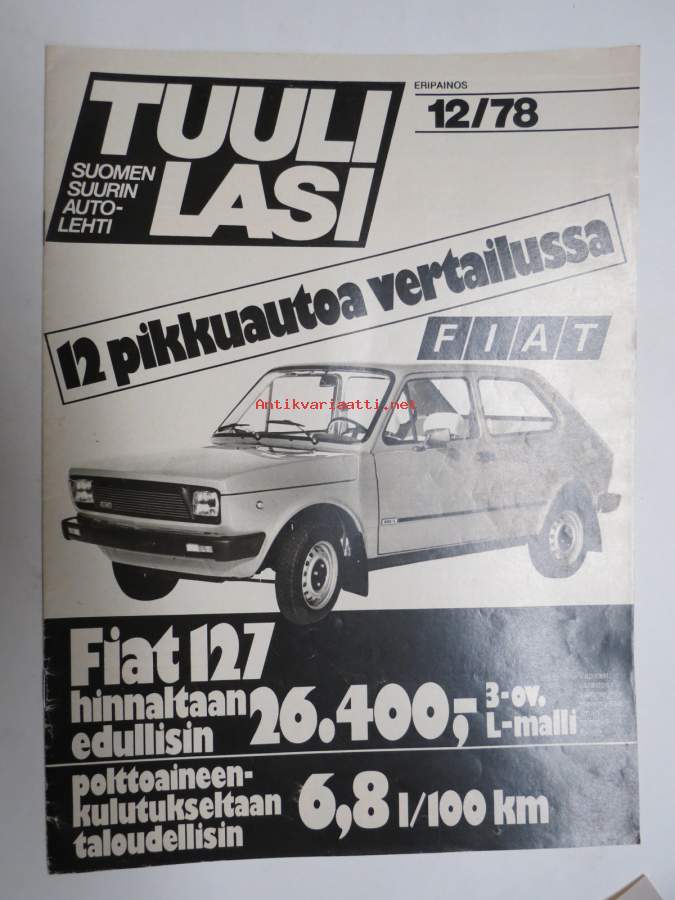 ERIPAINOS
12/78
TUULI
LASI
SUOMEN
SUURIN
AUTO-
LEHTI
12 pikkuautoa vertailussa
FIAT
Antikvariaatti.net
Fiat 127
hinnaltaan
edullisin
26.400,-
3-ov.
L-malli
polttoaineen-
kulutukseltaan
taloudellisin
6,8 l/100 km